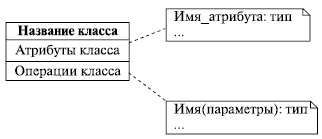 Название класса
Атрибуты класса
Операции класса
Имя_атрибута: тип
...
Имя(параметры): тип
...